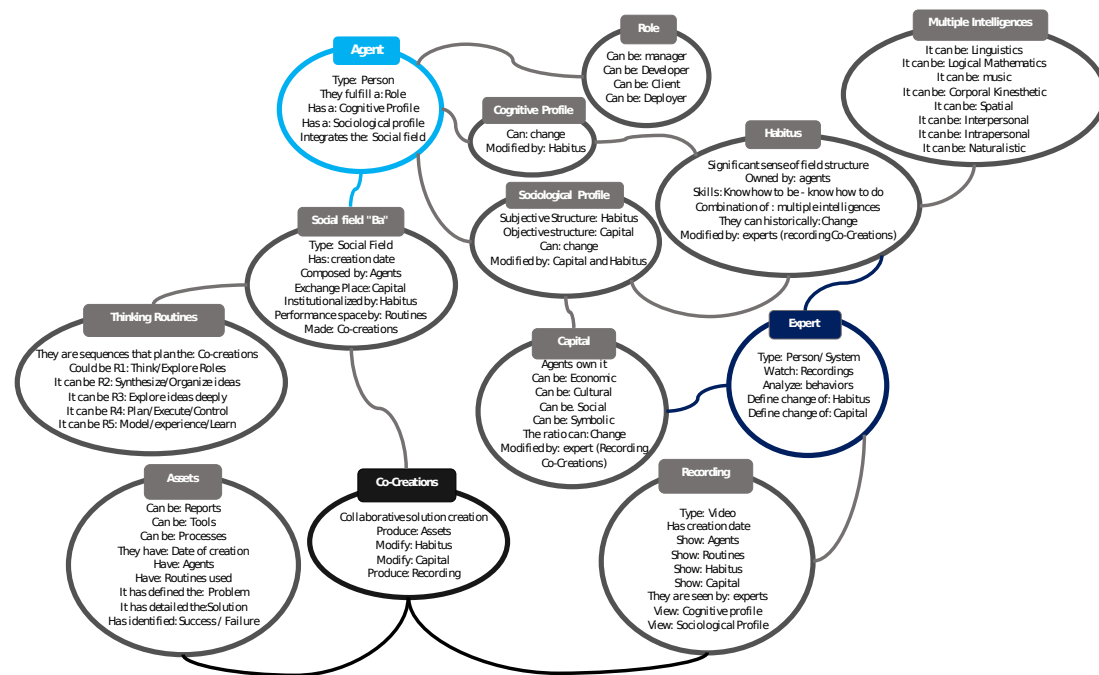 Agent
Type: Person
They fulfill a: Role
Has a: Cognitive Profile
Has a: Sociological profile
Integrates the: Social field
Role
Can be: manager
Can be: Developer
Can be: Client
Can be: Deployer
Multiple Intelligences
It can be: Linguistics
It can be: Logical Mathematics
It can be: music
It can be: Corporal Kinesthetic
It can be: Spatial
It can be: Interpersonal
It can be: Intrapersonal
It can be: Naturalistic
Cognitive Profile
Can: change
Modified by: Habitus
Habitus
Significant sense of field structure
Owned by: agents
Skills: Know how to be - know how to do
Combination of : multiple intelligences
They can historically: Change
Modified by: experts (recording Co-Creations)
Sociological Profile
Subjective Structure: Habitus
Objective structure: Capital
Can: change
Modified by: Capital and Habitus
Social field "Ba"
Type: Social Field
Has: creation date
Composed by: Agents
Exchange Place: Capital
Institutionalized by: Habitus
Performance space by: Routines
Made: Co-creations
Thinking Routines
They are sequences that plan the: Co-creations
Could be R1: Think/Explore Roles
It can be R2: Synthesize/Organize ideas
It can be R3: Explore ideas deeply
It can be R4: Plan/Execute/Control
It can be R5: Model/experience/Learn
Capital
Agents own it
Can be: Economic
Can be: Cultural
Can be. Social
Can be: Symbolic
The ratio can: Change
Modified by: expert (Recording
Co-Creations)
Expert
Type: Person/ System
Watch: Recordings
Analyze: behaviors
Define change of: Habitus
Define change of: Capital
Assets
Can be: Reports
Can be: Tools
Can be: Processes
They have: Date of creation
Have: Agents
Have: Routines used
It has defined the: Problem
It has detailed the:Solution
Has identified: Success / Failure
Co-Creations
Collaborative solution creation
Produce: Assets
Modify: Habitus
Modify: Capital
Produce: Recording
Recording
Type: Video
Has creation date
Show: Agents
Show: Routines
Show: Habitus
Show: Capital
They are seen by: experts
View: Cognitive profile
View: Sociological Profile